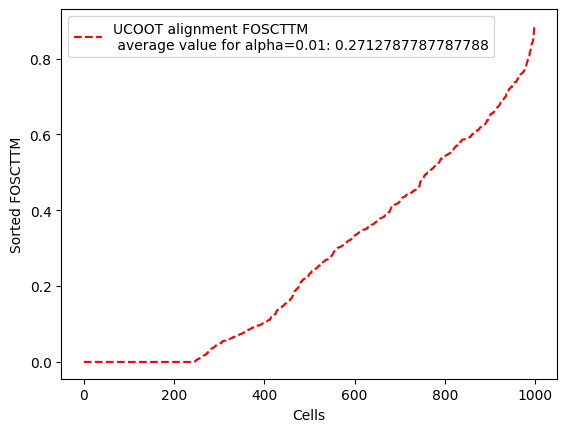 UCOOT alignment FOSCTTM
average value for alpha=0.01: 0.2712787787787788
0.8
0.6
0.4
0.2
0.0
Sorted FOSCTTM
0 200 400 600 800 1000
Cells